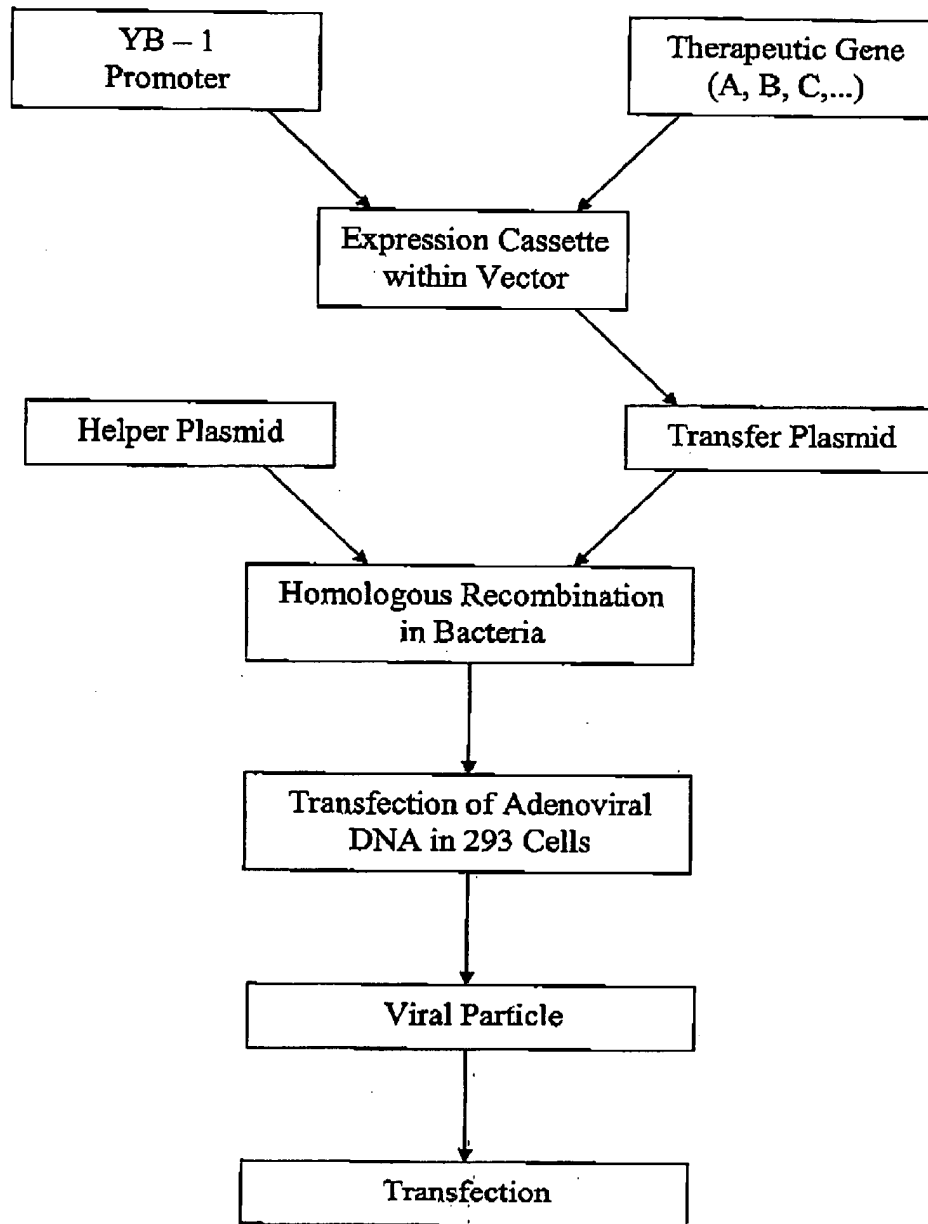 YB – 1
Promoter
Therapeutic Gene
(A, B, C,...)
Expression Cassette
within Vector
Helper Plasmid
Transfer Plasmid
Homologous Recombination
in Bacteria
Transfection of Adenoviral
DNA in 293 Cells
Viral Particle
Transfection